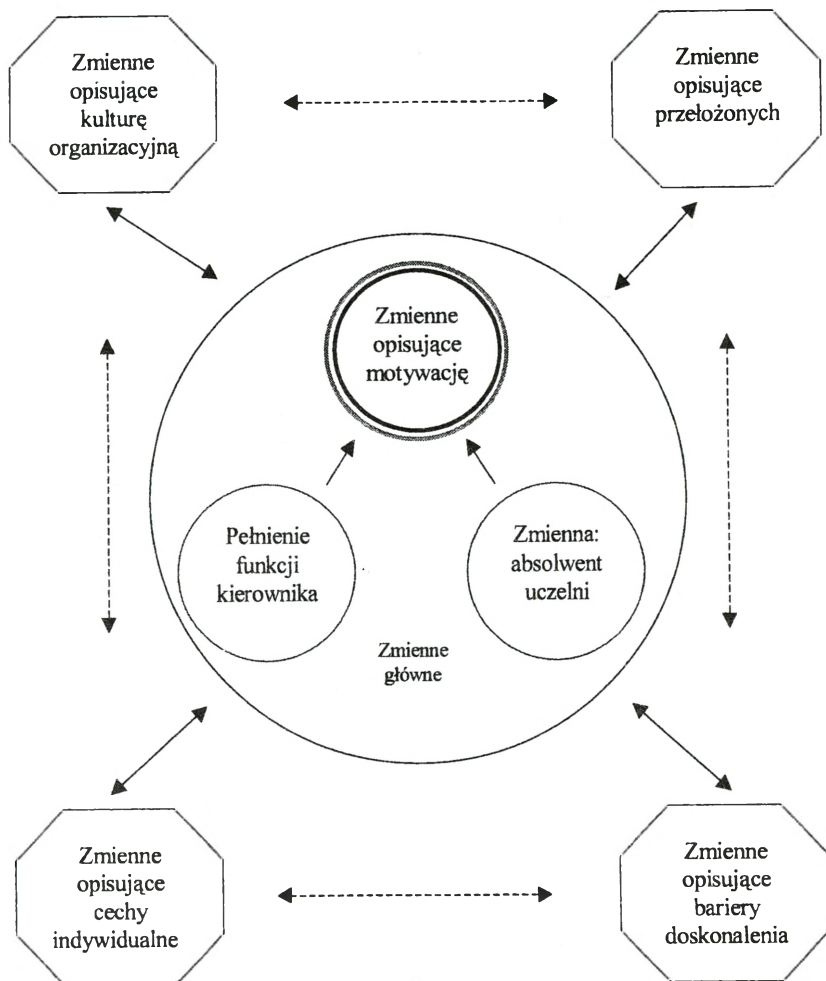 Zmienne
opisujące
kulturę
organizacyjną
Zmienne
opisujące
przełożonych
Zmienne
opisujące
motywację
Pełnienie
funkcji
kierownika
Zmienna:
absolwent
uczelni
Zmienne
główne
Zmienne
opisujące
cechy
indywidualne
Zmienne
opisujące
bariery
doskonalenia